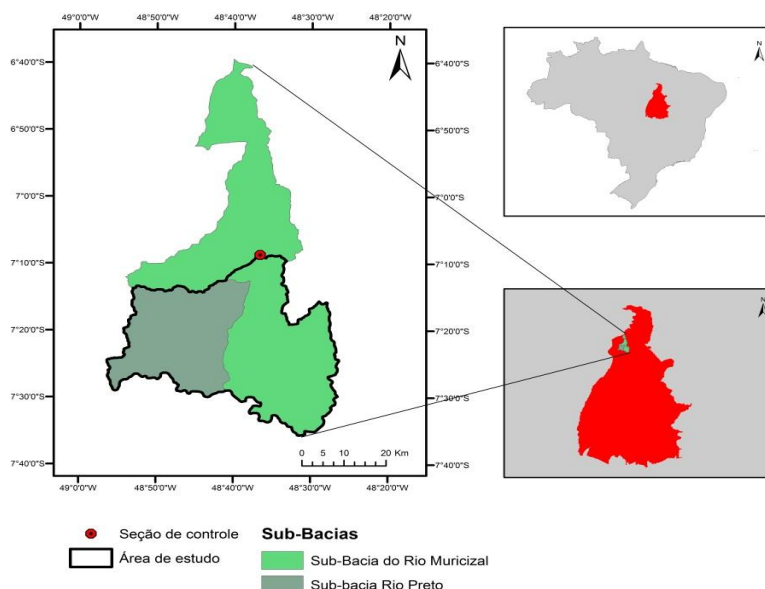 49°0'0"W 48°50'0"W 48°40'0"W 48°30'0"W 48°20'0"W
N
6°40'0"S
6°50'0"S
7°0'0"S
7°10'0"S
7°20'0"S
7°30'0"S
7°40'0"S
6°40'0"S
6°50'0"S
7°0'0"S
7°10'0"S
7°20'0"S
7°30'0"S
7°40'0"S
0 5 10 20 Km
49°0'0"W 48°50'0"W 48°40'0"W 48°30'0"W 48°20'0"W
N
N
Seção de controle
Área de estudo
Sub-Bacias
Sub-Bacia do Rio Muricizal
Sub-bacia Rio Preto